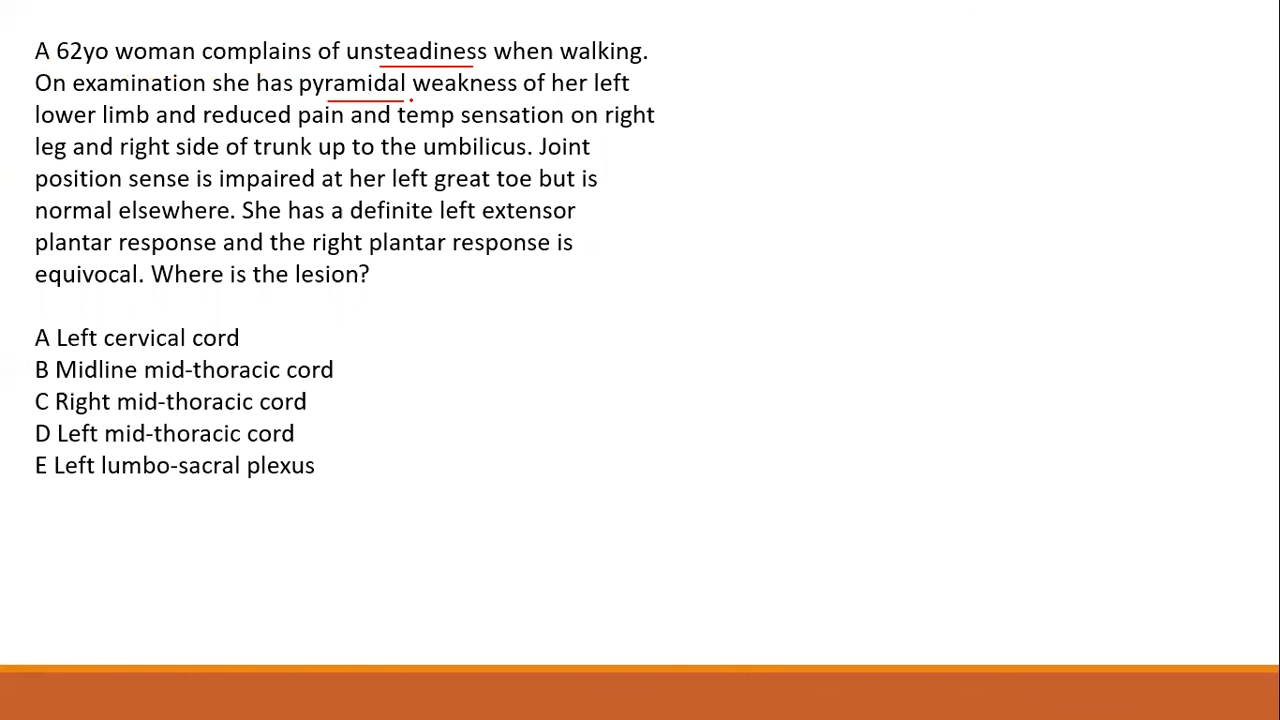 A 62yo woman complains of unsteadiness when walking.
On examination she has pyramidal weakness of her left
lower limb and reduced pain and temp sensation on right
leg and right side of trunk up to the umbilicus. Joint
position sense is impaired at her left great toe but is
normal elsewhere. She has a definite left extensor
plantar response and the right plantar response is
equivocal. Where is the lesion?
A Left cervical cord
B Midline mid-thoracic cord
C Right mid-thoracic cord
D Left mid-thoracic cord
E Left lumbo-sacral plexus